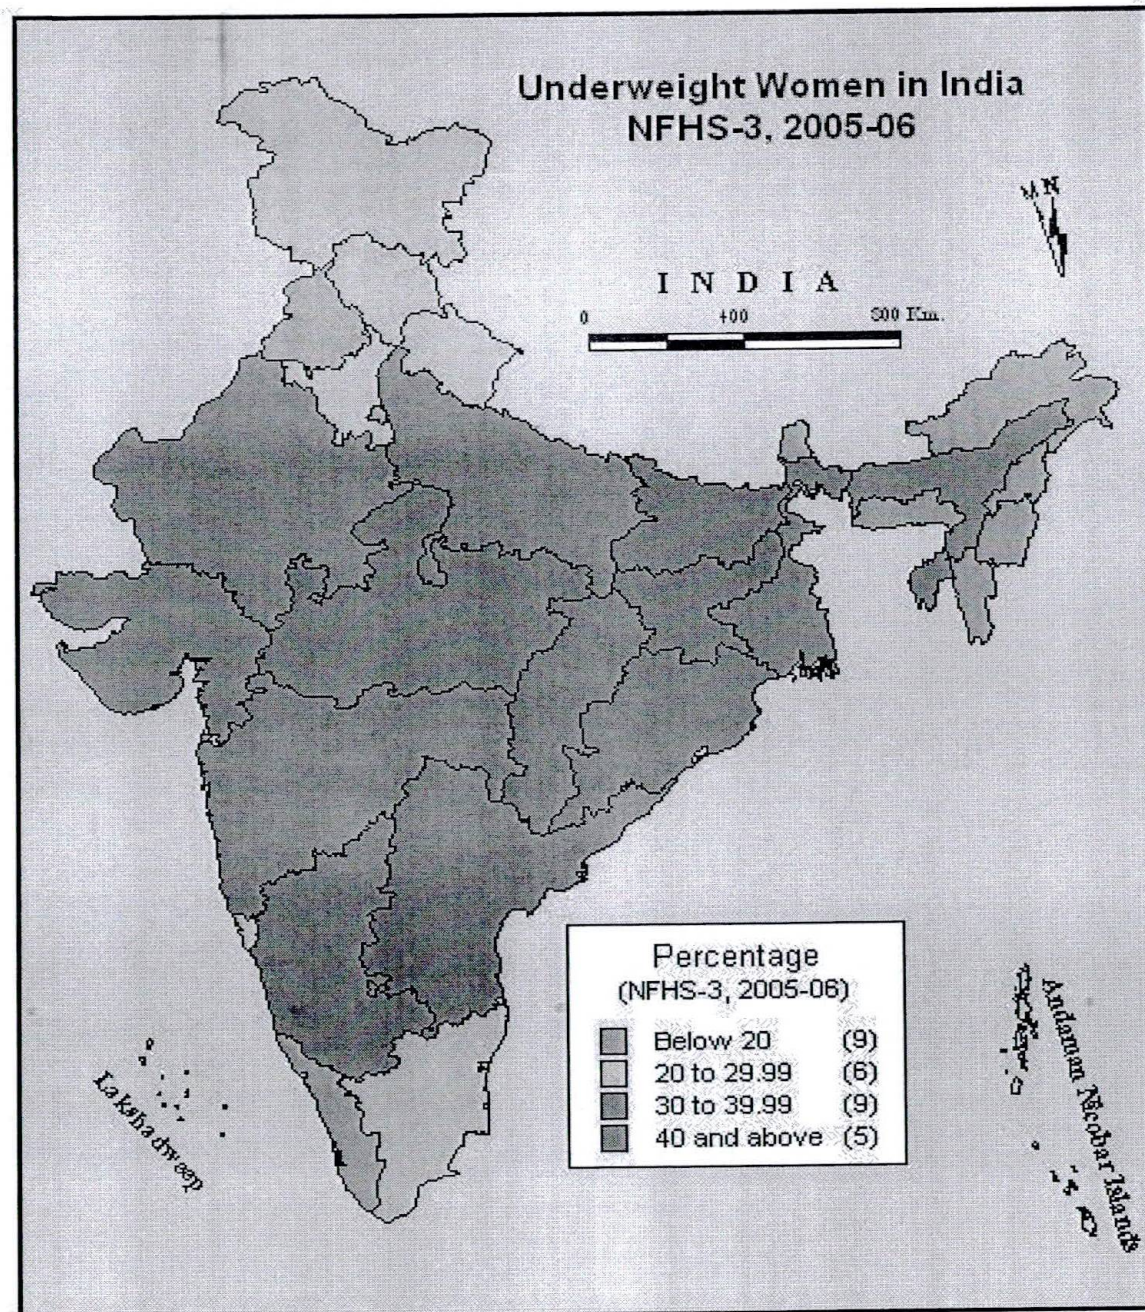 Underweight Women in India
NFHS-3, 2005-06
M N
I N D I A
0 400 800 Km.
Percentage
(NFHS-3, 2005-06)
Below 20 (9)
20 to 29.99 (6)
30 to 39.99 (9)
40 and above (5)
Lakshadweep
Andaman Nicobar Islands